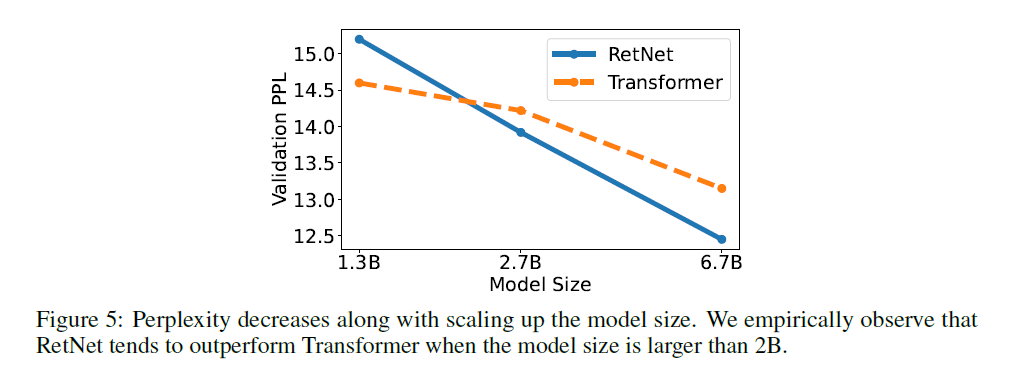 15.0
14.5
14.0
13.5
13.0
12.5
Validation PPL
RetNet
Transformer
1.3B 2.7B 6.7B
Model Size
Figure 5: Perplexity decreases along with scaling up the model size. We empirically observe that
RetNet tends to outperform Transformer when the model size is larger than 2B.